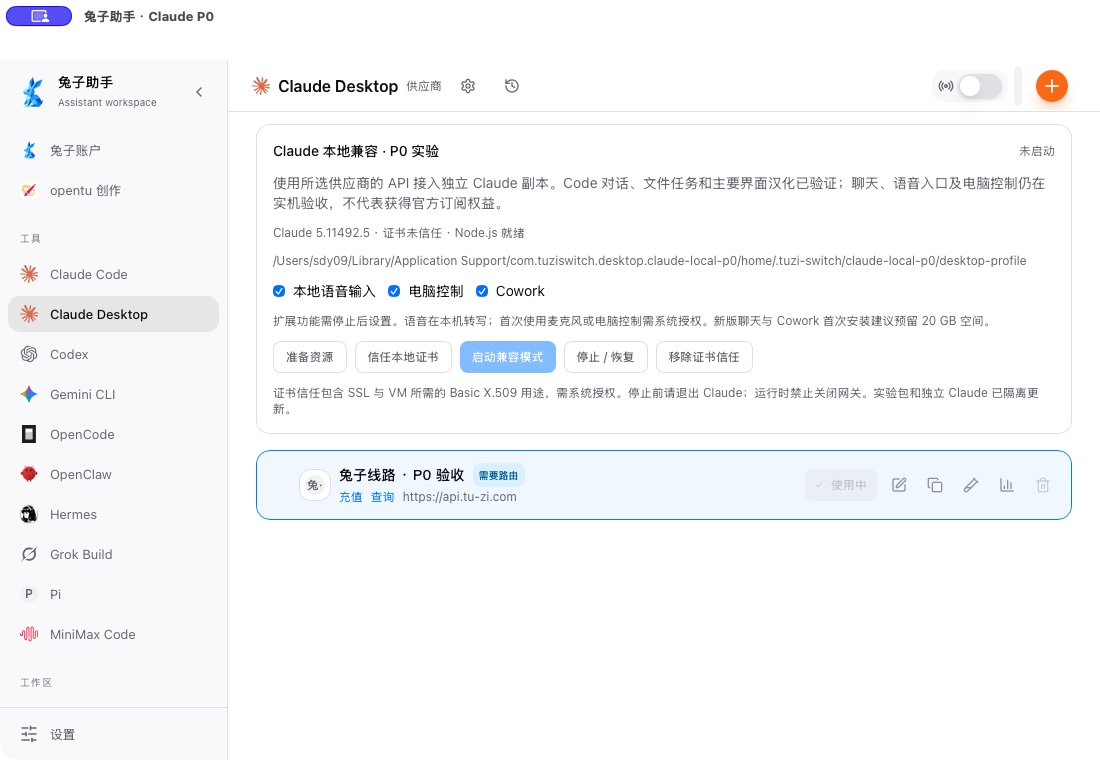 兔子助手 · Claude P0
兔子助手
Assistant workspace
兔子账户
opentu 创作
工具
Claude Code
Claude Desktop
Codex
Gemini CLI
OpenCode
OpenClaw
Hermes
Grok Build
P Pi
MiniMax Code
工作区
设置
Claude Desktop 供应商
Claude 本地兼容 · P0 实验 未启动
使用所选供应商的 API 接入独立 Claude 副本。Code 对话、文件任务和主要界面汉化已验证；聊天、语音入口及电脑控制仍在
实机验收，不代表获得官方订阅权益。
Claude 5.11492.5 · 证书未信任 · Node.js 就绪
/Users/sdy09/Library/Application Support/com.tuziswitch.desktop.claude-local-p0/home/.tuzi-switch/claude-local-p0/desktop-profile
本地语音输入 电脑控制 Cowork
扩展功能需停止后设置。语音在本机转写；首次使用麦克风或电脑控制需系统授权。新版聊天与 Cowork 首次安装建议预留 20 GB 空间。
准备资源 信任本地证书 启动兼容模式 停止 / 恢复 移除证书信任
证书信任包含 SSL 与 VM 所需的 Basic X.509 用途，需系统授权。停止前请退出 Claude；运行时禁止关闭网关。实验包和独立 Claude 已隔离更
新。
兔· 兔子线路 · P0 验收 需要路由
充值 查询 https://api.tu-zi.com
使用中